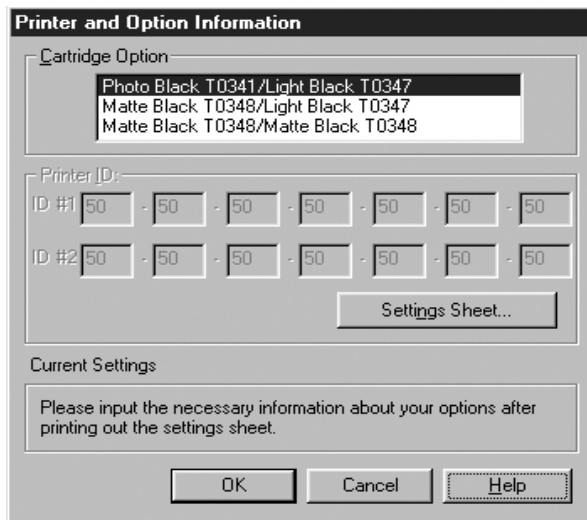 Printer and Option Information
Cartridge Option
Photo Black T0341/Light Black T0347
Matte Black T0348/Light Black T0347
Matte Black T0348/Matte Black T0348
Printer ID:
ID #1 50 - 50 - 50 - 50 - 50 - 50 - 50
ID #2 50 - 50 - 50 - 50 - 50 - 50 - 50
Settings Sheet...
Current Settings
Please input the necessary information about your options after
printing out the settings sheet.
OK Cancel Help